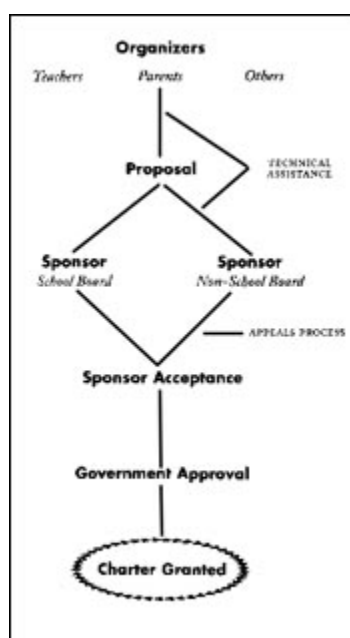 Organizers
Teachers Parents Others
Proposal
TECHNICAL
ASSISTANCE
Sponsor Sponsor
School Board Non-School Board
APPEALS PROCESS
Sponsor Acceptance
Government Approval
Charter Granted